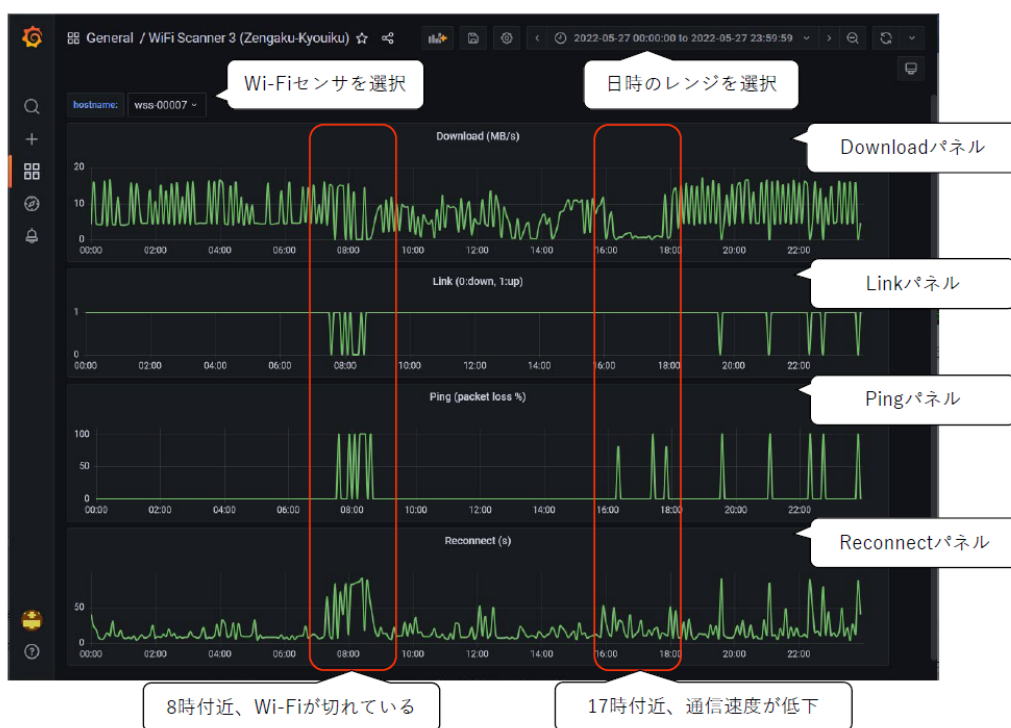 General / WiFi Scanner 3 (Zengaku-Kyouiku)
2022-05-27 00:00:00 to 2022-05-27 23:59:59
Wi-Fiセンサを選択
日時のレンジを選択
hostname: wss-00007
Download (MB/s)
Downloadパネル
20
10
0
00:00 02:00 04:00 06:00 08:00 10:00 12:00 14:00 16:00 18:00 20:00 22:00
Link (0:down, 1:up)
Linkパネル
1
0
00:00 02:00 04:00 06:00 08:00 10:00 12:00 14:00 16:00 18:00 20:00 22:00
Ping (packet loss %)
Pingパネル
100
50
0
00:00 02:00 04:00 06:00 08:00 10:00 12:00 14:00 16:00 18:00 20:00 22:00
Reconnect (s)
Reconnectパネル
50
0
00:00 02:00 04:00 06:00 08:00 10:00 12:00 14:00 16:00 18:00 20:00 22:00
8時付近、Wi-Fiが切れている
17時付近、通信速度が低下